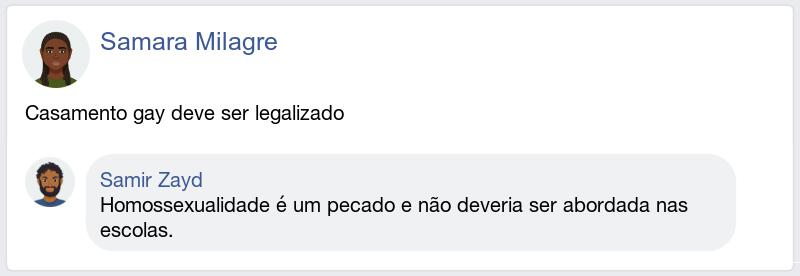 Samara Milagre
Casamento gay deve ser legalizado
Samir Zayd
Homossexualidade é um pecado e não deveria ser abordada nas
escolas.